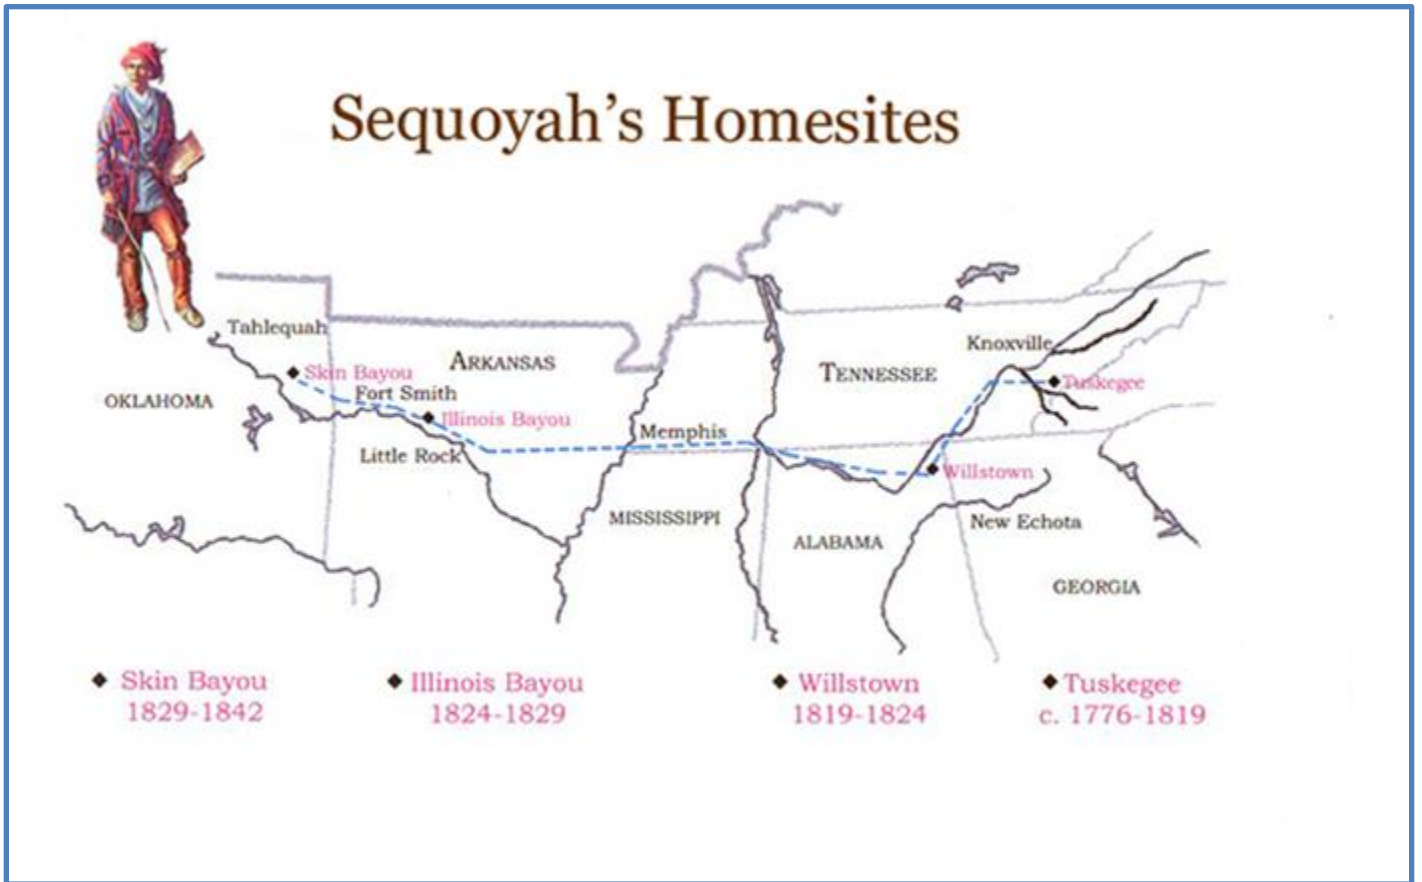 Sequoyah's Homesites
Tahlequah
Skin Bayou
OKLAHOMA
ARKANSAS
Fort Smith
Illinois Bayou
Little Rock
Memphis
MISSISSIPPI
TENNESSEE
Knoxville
Tuskegee
Willstown
New Echota
ALABAMA
GEORGIA
Skin Bayou
1829-1842
Illinois Bayou
1824-1829
Willstown
1819-1824
Tuskegee
c. 1776-1819